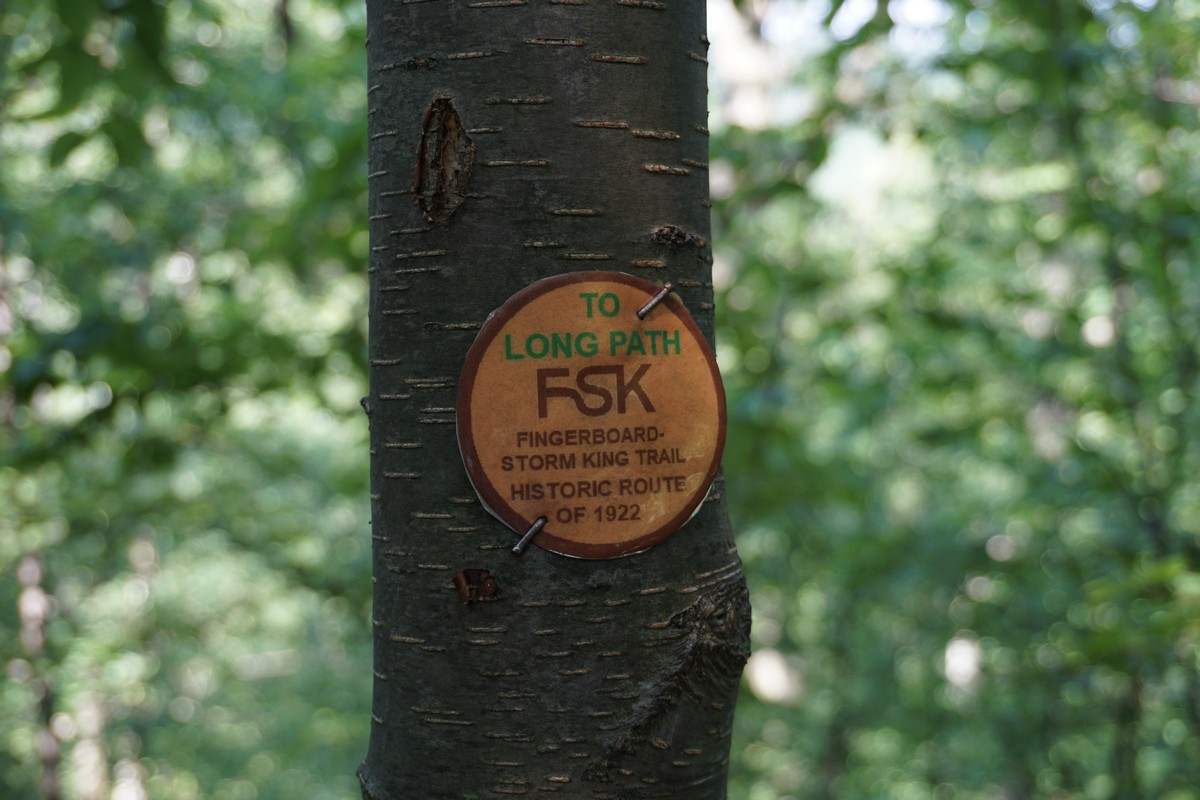 TO
LONG PATH
FSK
FINGERBOARD-
STORM KING TRAIL
HISTORIC ROUTE
OF 1922